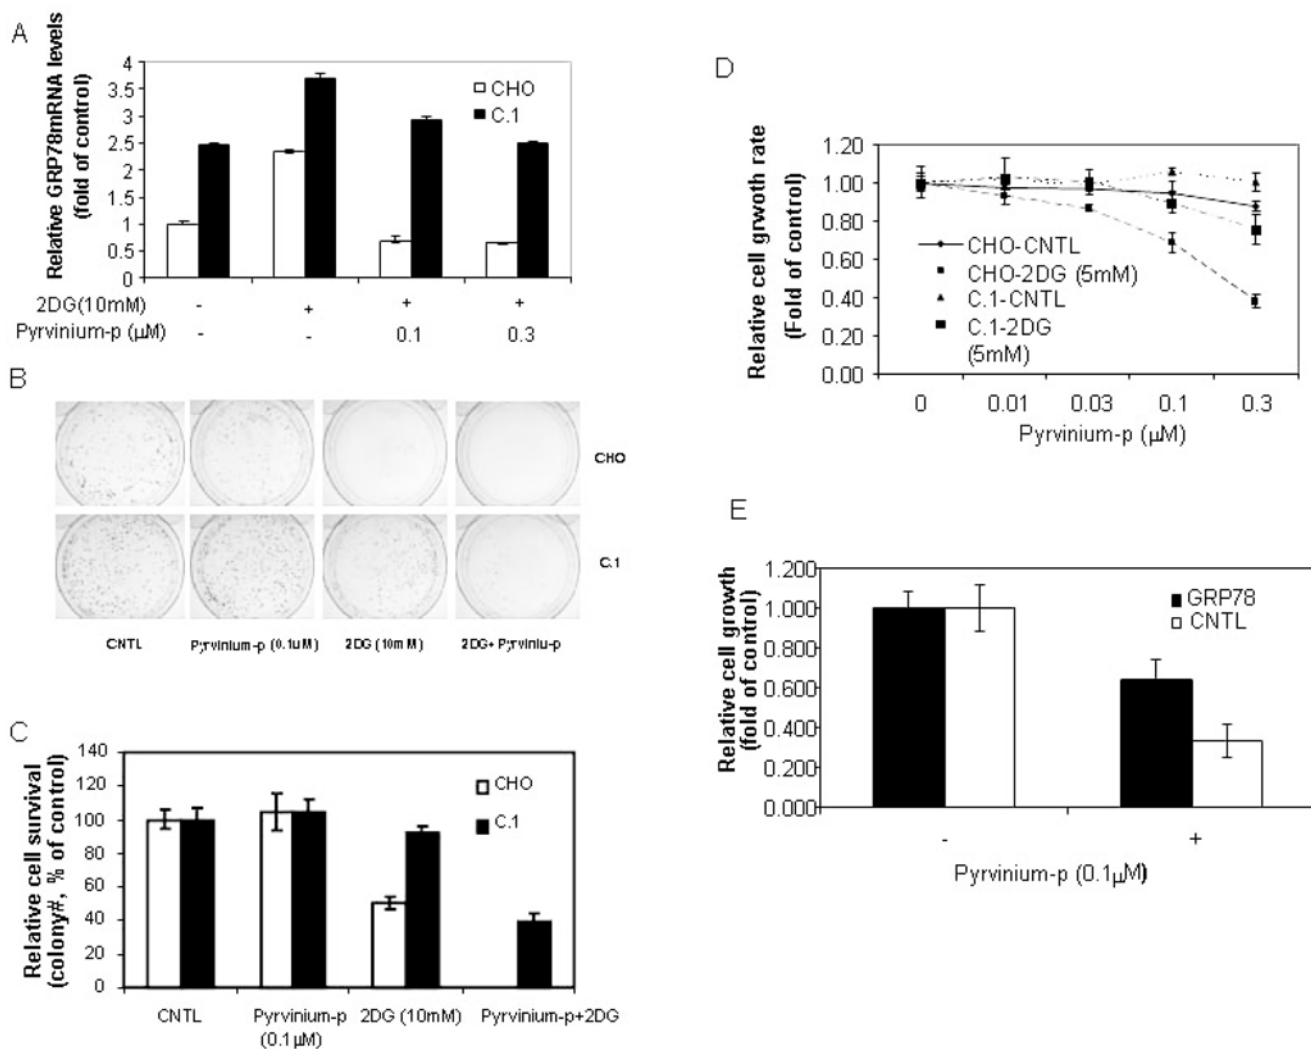 A
Relative GRP78mRNA levels
(fold of control)
4
3.5
3
2.5
2
1.5
1
0.5
0
CHO
C.1
2DG(10mM) - + + +
Pyrvinium-p (µM) - - 0.1 0.3
B
CHO
C.1
CNTL Pyrvinium-p (0.1uM) 2DG (10mM) 2DG+ Pyrviniu-p
C
Relative cell survival
(colony#, % of control)
140
120
100
80
60
40
20
0
CHO
C.1
CNTL Pyrvinium-p 2DG (10mM) Pyrvinium-p+2DG
(0.1µM)
D
Relative cell grwoth rate
(Fold of control)
1.20
1.00
0.80
0.60
0.40
0.20
0.00
CHO-CNTL
CHO-2DG (5mM)
C.1-CNTL
C.1-2DG
(5mM)
0 0.01 0.03 0.1 0.3
Pyrvinium-p (µM)
E
Relative cell growth
(fold of control)
1.200
1.000
0.800
0.600
0.400
0.200
0.000
GRP78
CNTL
- +
Pyrvinium-p (0.1µM)